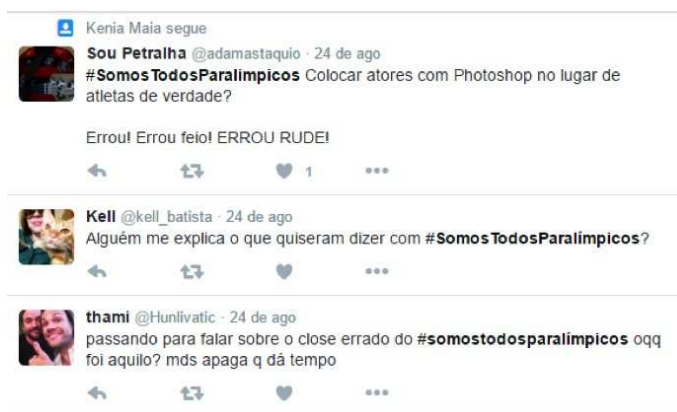 Kenia Maia segue
Sou Petralha @adamastaquio · 24 de ago
#SomosTodosParalimpicos Colocar atores com Photoshop no lugar de
atletas de verdade?
Errou! Errou feio! ERROU RUDE!
1
Kell @kell_batista · 24 de ago
Alguém me explica o que quiseram dizer com #SomosTodosParalímpicos?
thami @Hunlivatic · 24 de ago
passando para falar sobre o close errado do #somostodosparalímpicos oqq
foi aquilo? mds apaga q dá tempo